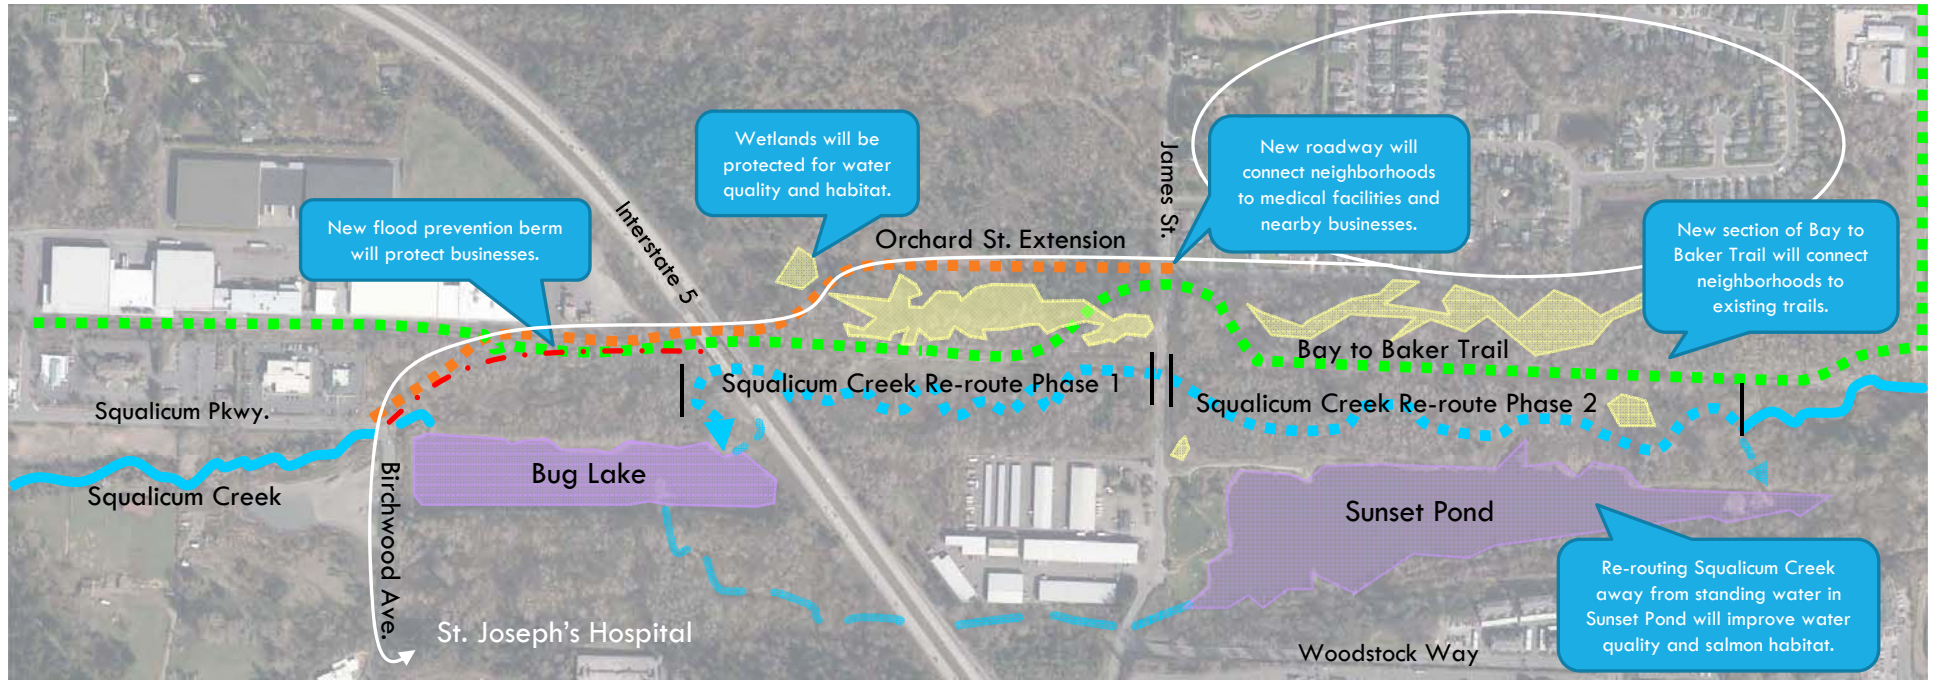 Wetlands will be
protected for water
quality and habitat.
New roadway will
connect neighborhoods
to medical facilities and
nearby businesses.
James St.
New flood prevention berm
will protect businesses.
Interstate 5
Orchard St. Extension
New section of Bay to
Baker Trail will connect
neighborhoods to
existing trails.
Bay to Baker Trail
Squalicum Creek Re-route Phase 1
Squalicum Creek Re-route Phase 2
Squalicum Pkwy.
Squalicum Creek
Birchwood Ave.
Bug Lake
Sunset Pond
Re-routing Squalicum Creek
away from standing water in
Sunset Pond will improve water
quality and salmon habitat.
St. Joseph's Hospital
Woodstock Way